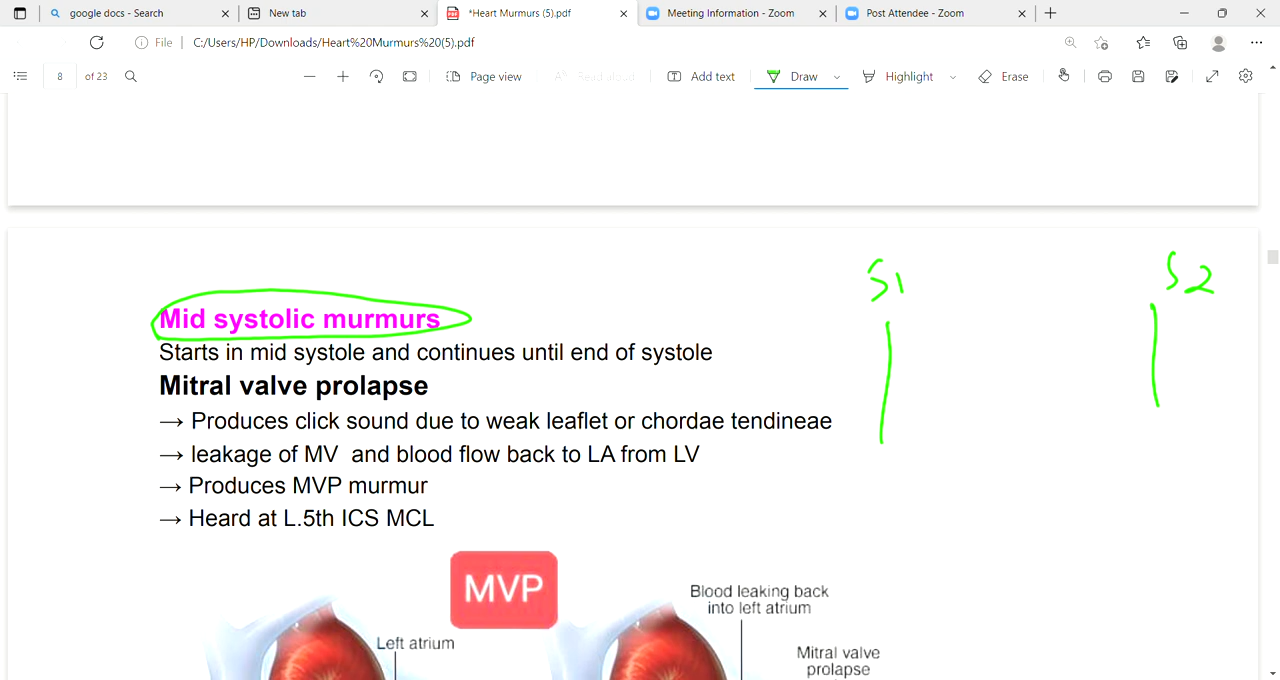 google docs - Search
New tab
*Heart Murmurs (5).pdf
Meeting Information - Zoom
Post Attendee - Zoom
File
C:/Users/HP/Downloads/Heart%20Murmurs%20(5).pdf
8 of 23
Page view
Read aloud
Add text
Draw
Highlight
Erase
S1
S2
Mid systolic murmurs
Starts in mid systole and continues until end of systole
Mitral valve prolapse
→ Produces click sound due to weak leaflet or chordae tendineae
→ leakage of MV and blood flow back to LA from LV
→ Produces MVP murmur
→ Heard at L.5th ICS MCL
MVP
Blood leaking back
into left atrium
Left atrium
Mitral valve
prolapse